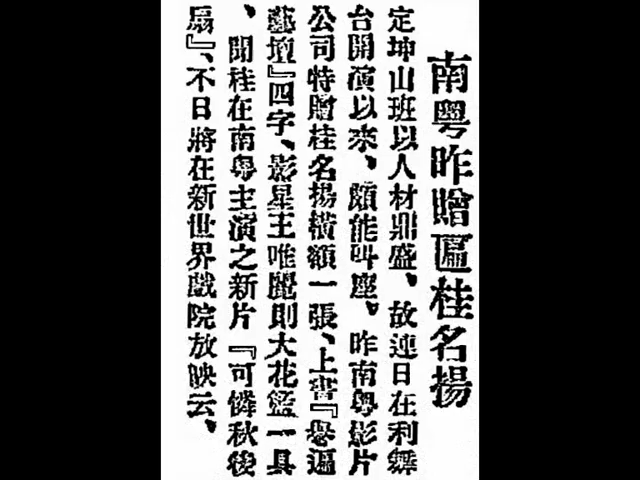 南粤昨贈匾桂名揚
定坤山班以人材鼎盛、故連日在利舞
台開演以來、頗能叫座、昨南粤影片
公司特贈桂名揚橫額一張、上書『譽遍
藝壇』四字、影星王唯麗則大花籃一具
、聞桂在南粤主演之新片『可憐秋後
扇』、不日將在新世界戲院放映云、